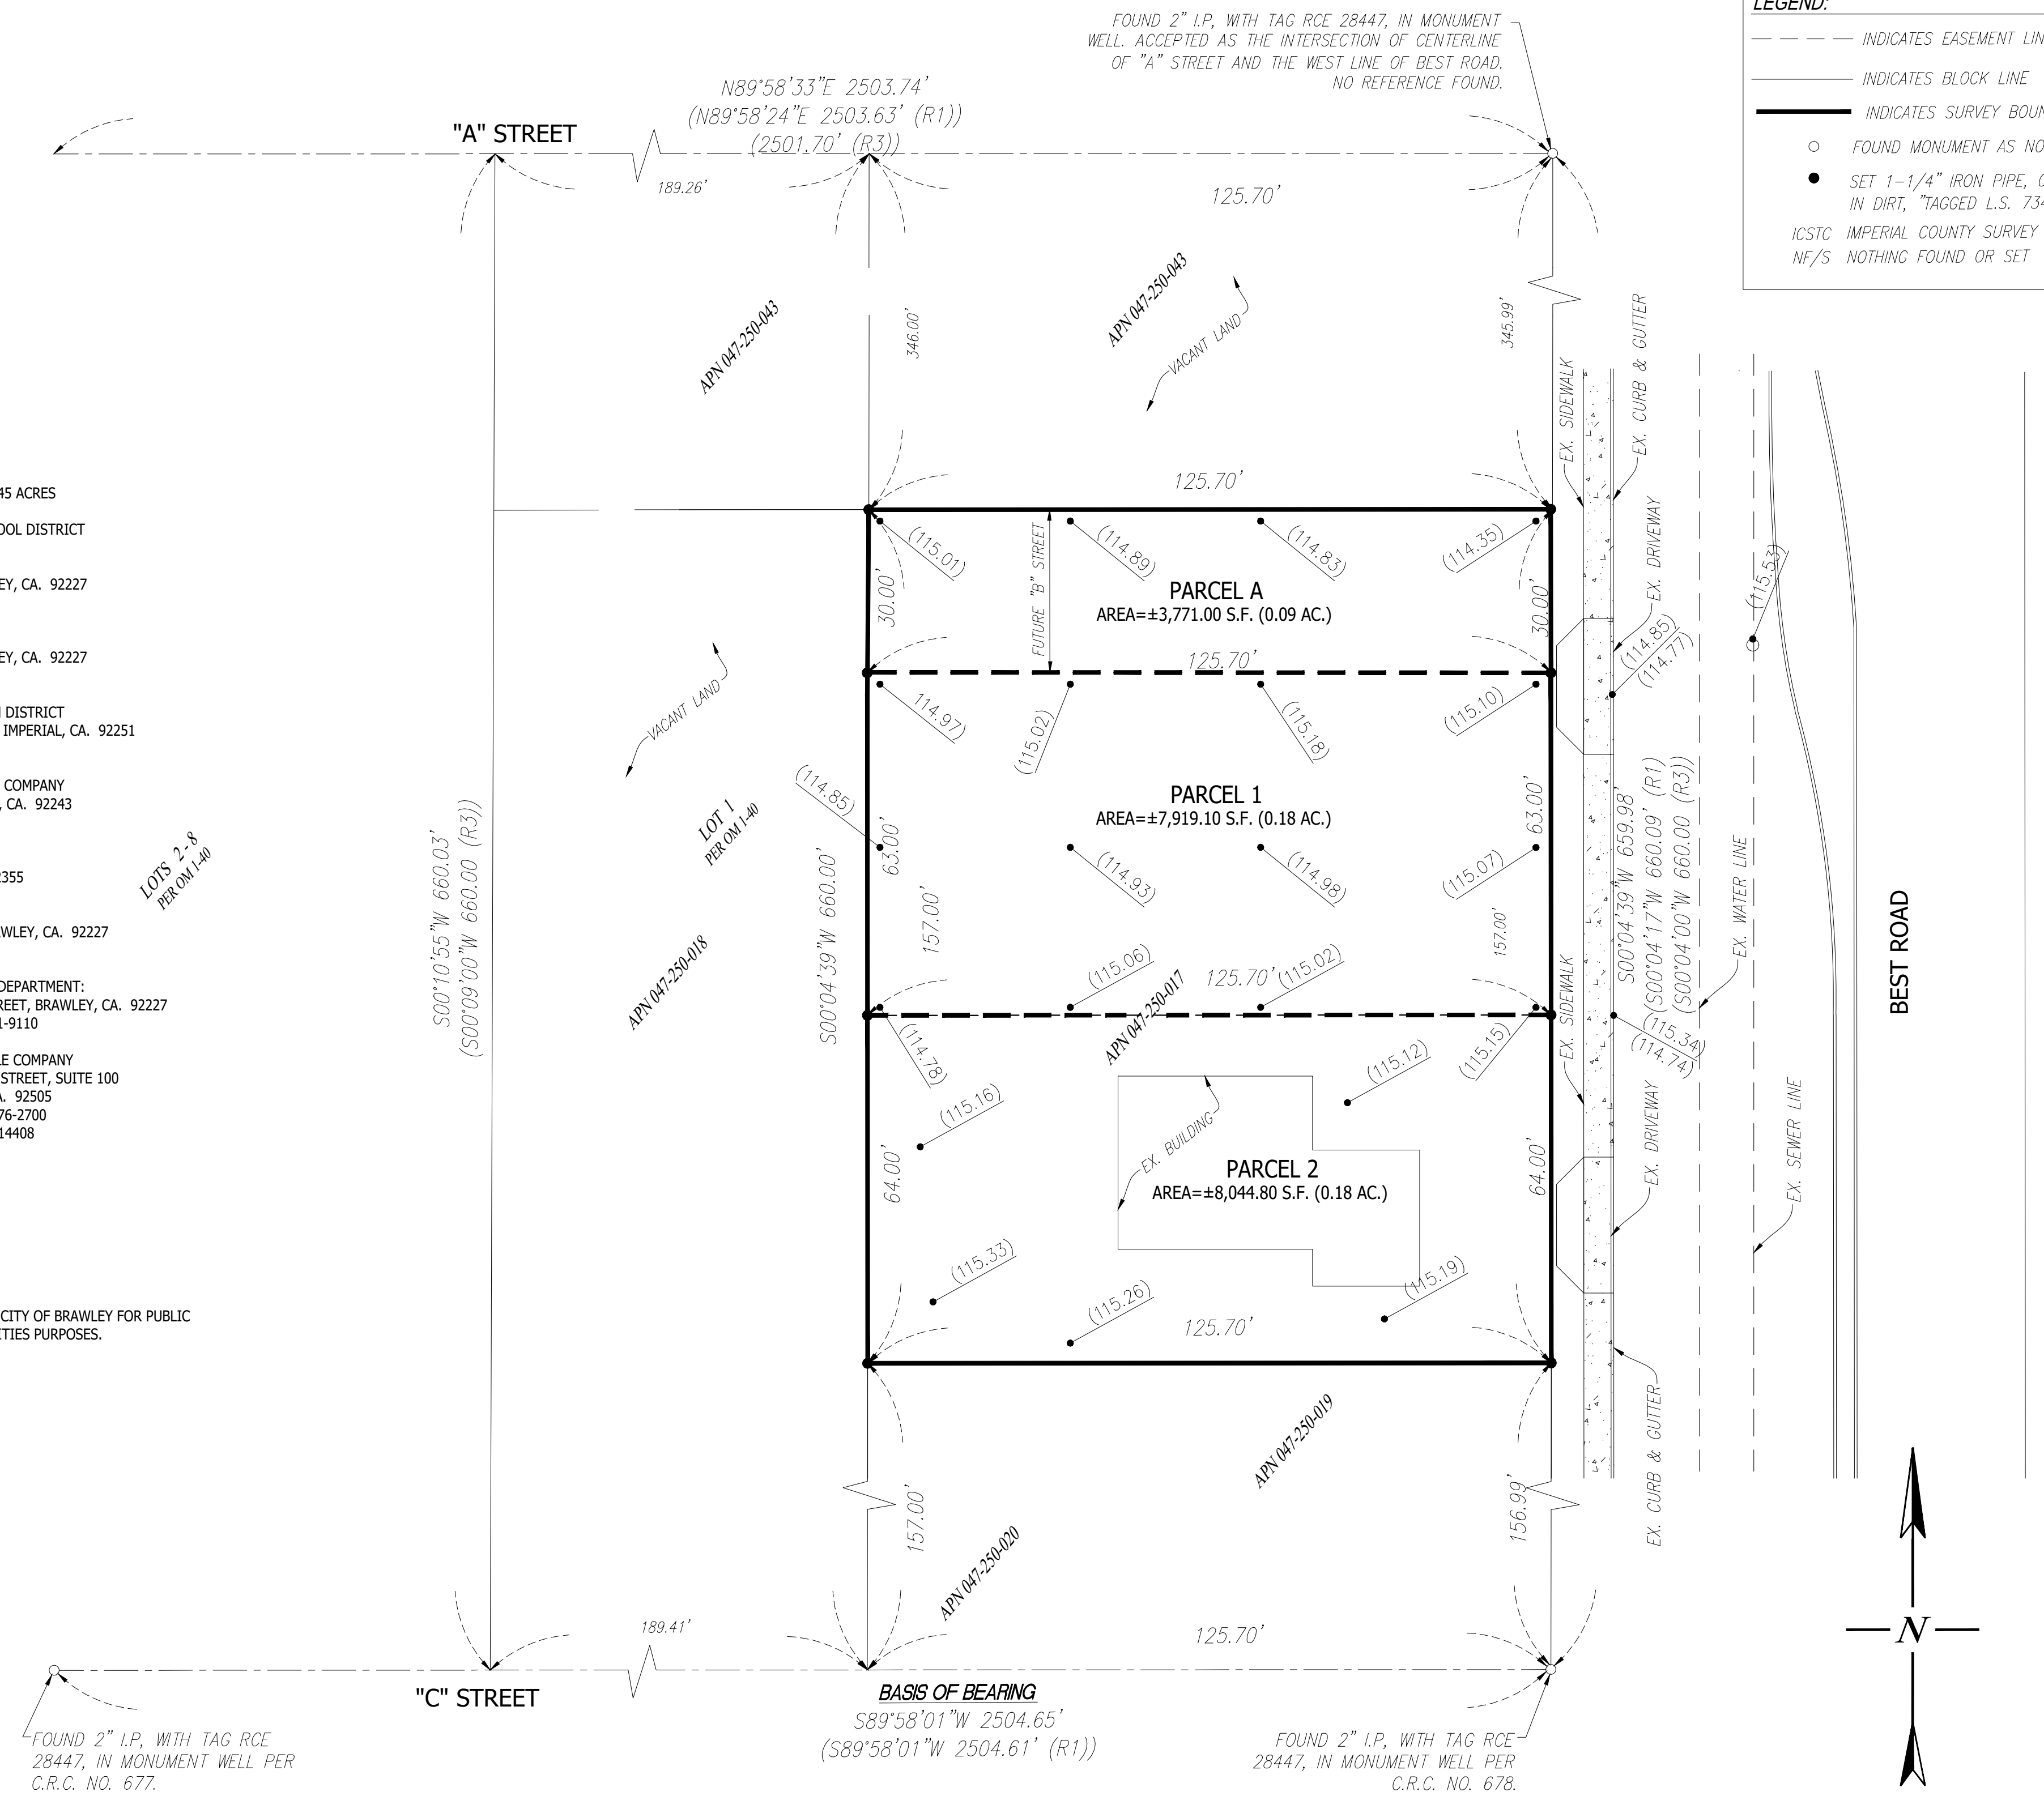 FOUND 2" I.P, WITH TAG RCE 28447, IN MONUMENT
WELL. ACCEPTED AS THE INTERSECTION OF CENTERLINE
OF "A" STREET AND THE WEST LINE OF BEST ROAD.
NO REFERENCE FOUND.
LEGEND:
INDICATES EASEMENT LIN
INDICATES BLOCK LINE
INDICATES SURVEY BOUN
FOUND MONUMENT AS NO
SET 1-1/4" IRON PIPE,
IN DIRT, "TAGGED L.S. 734
ICSTC IMPERIAL COUNTY SURVEY
NF/S NOTHING FOUND OR SET
N89°58'33"E 2503.74'
(N89°58'24"E 2503.63' (R1))
(2501.70' (R3))
"A" STREET
189.26'
125.70'
APN 047-250-043
APN 047-250-043
VACANT LAND
346.00'
345.99'
EX. SIDEWALK
EX. CURB & GUTTER
45 ACRES
OOL DISTRICT
EY, CA. 92227
EY, CA. 92227
N DISTRICT
IMPERIAL, CA. 92251
COMPANY
, CA. 92243
2355
WLEY, CA. 92227
DEPARTMENT:
REET, BRAWLEY, CA. 92227
1-9110
LE COMPANY
STREET, SUITE 100
A. 92505
76-2700
14408
CITY OF BRAWLEY FOR PUBLIC
ITIES PURPOSES.
LOTS 2 - 8
PER OM 1-40
S00°10'55"W 660.03'
(S00°09'00"W 660.00 (R3))
VACANT LAND
LOT 1
PER OM 1-40
APN 047-250-018
S00°04'39"W 660.00'
125.70'
(115.01)
(114.89)
(114.83)
(114.35)
FUTURE "B" STREET
30.00'
30.00'
PARCEL A
AREA=±3,771.00 S.F. (0.09 AC.)
125.70'
114.97)
(115.02)
(115.18)
(115.10)
PARCEL 1
AREA=±7,919.10 S.F. (0.18 AC.)
(114.85)
63.00'
63.00'
157.00'
157.00'
(114.93)
(114.98)
(115.07)
(115.06)
125.70'
(115.02)
APN 047-250-017
(114.78)
(115.15)
(115.16)
(115.12)
EX. BUILDING
PARCEL 2
AREA=±8,044.80 S.F. (0.18 AC.)
64.00'
64.00'
(115.33)
(115.26)
(115.19)
125.70'
EX. DRIVEWAY
(114.85)
(114.77)
(115.53)
S00°04'39"W 659.98'
(S00°04'17"W 660.09' (R1)
(S00°04'00"W 660.00 (R3))
EX. WATER LINE
BEST ROAD
EX. SIDEWALK
(115.34)
(114.74)
EX. DRIVEWAY
EX. SEWER LINE
EX. CURB & GUTTER
APN 047-250-019
157.00'
156.99'
APN 047-250-020
189.41'
125.70'
N
"C" STREET
BASIS OF BEARING
S89°58'01"W 2504.65'
(S89°58'01"W 2504.61' (R1))
FOUND 2" I.P, WITH TAG RCE
28447, IN MONUMENT WELL PER
C.R.C. NO. 677.
FOUND 2" I.P, WITH TAG RCE
28447, IN MONUMENT WELL PER
C.R.C. NO. 678.